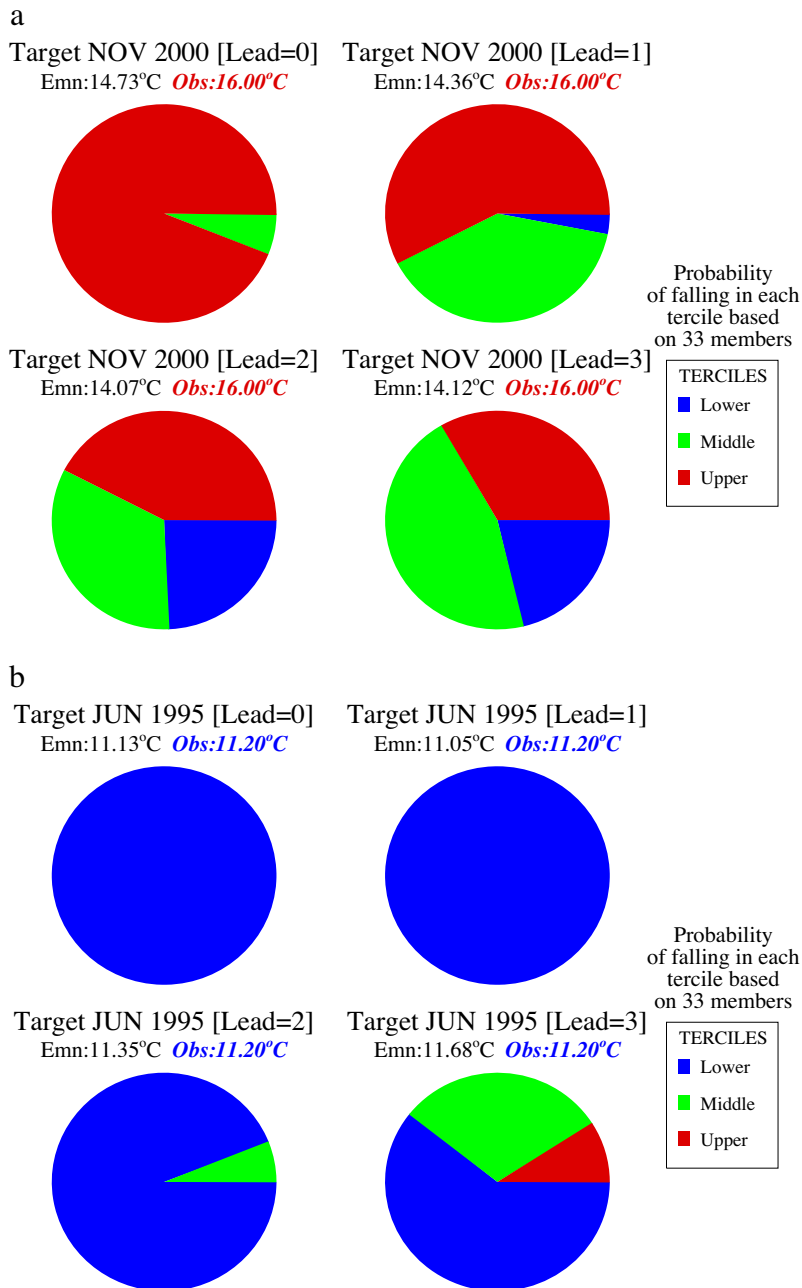 a
Target NOV 2000 [Lead=0]
Emn:14.73°C Obs:16.00°C
Target NOV 2000 [Lead=1]
Emn:14.36°C Obs:16.00°C
Target NOV 2000 [Lead=2]
Emn:14.07°C Obs:16.00°C
Target NOV 2000 [Lead=3]
Emn:14.12°C Obs:16.00°C
Probability
of falling in each
tercile based
on 33 members
TERCILES
Lower
Middle
Upper
b
Target JUN 1995 [Lead=0]
Emn:11.13°C Obs:11.20°C
Target JUN 1995 [Lead=1]
Emn:11.05°C Obs:11.20°C
Target JUN 1995 [Lead=2]
Emn:11.35°C Obs:11.20°C
Target JUN 1995 [Lead=3]
Emn:11.68°C Obs:11.20°C
Probability
of falling in each
tercile based
on 33 members
TERCILES
Lower
Middle
Upper